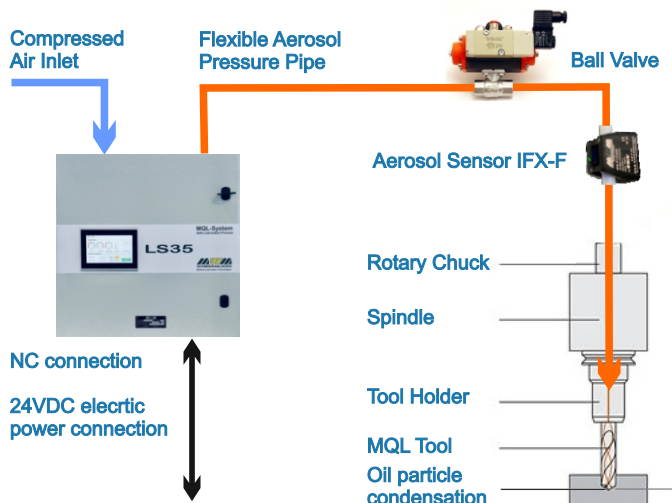 Compressed
Air Inlet
Flexible Aerosol
Pressure Pipe
Ball Valve
Aerosol Sensor IFX-F
MQL-System
LS35
Rotary Chuck
Spindle
NC connection
24VDC elecrtic
power connection
Tool Holder
MQL Tool
Oil particle
condensation